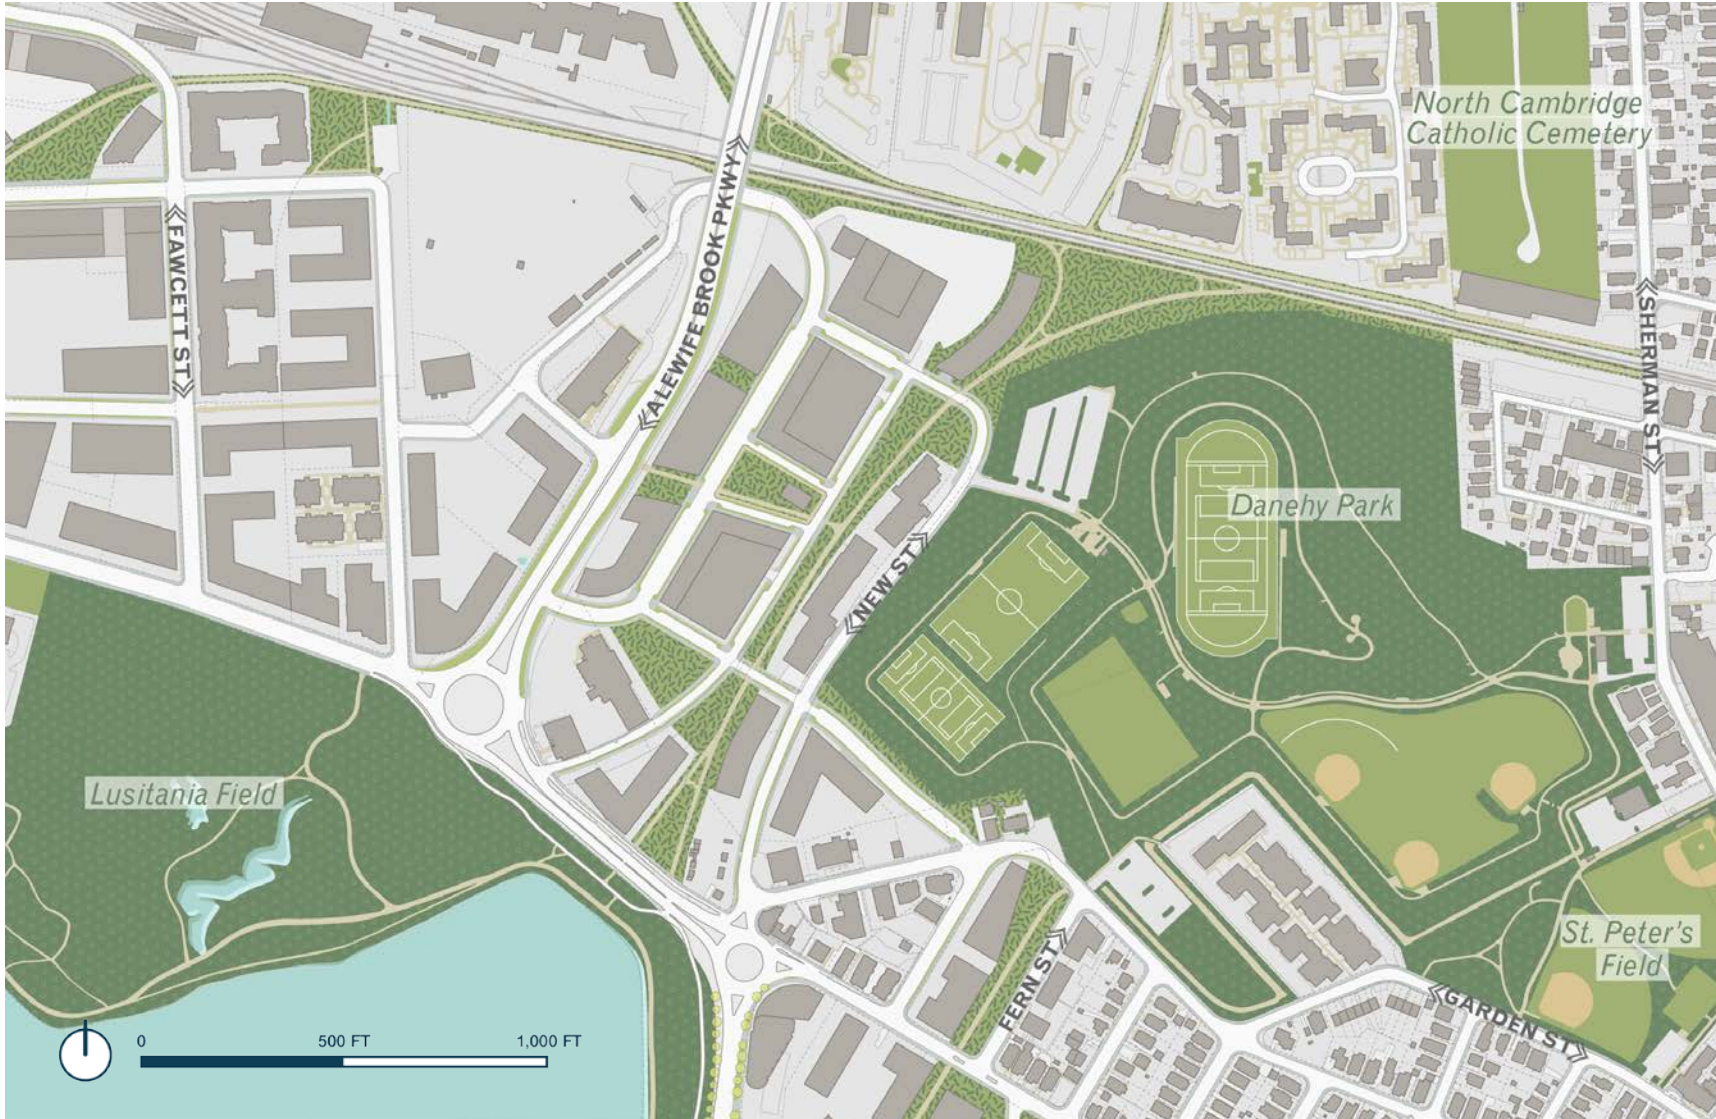 North Cambridge
Catholic Cemetery
FAWCETT ST
ALEWIFE BROOK PKWY
SHERMAN ST
Danehy Park
NEW ST
Lusitania Field
St. Peter's
Field
FERN ST
GARDEN ST
0
500 FT
1,000 FT